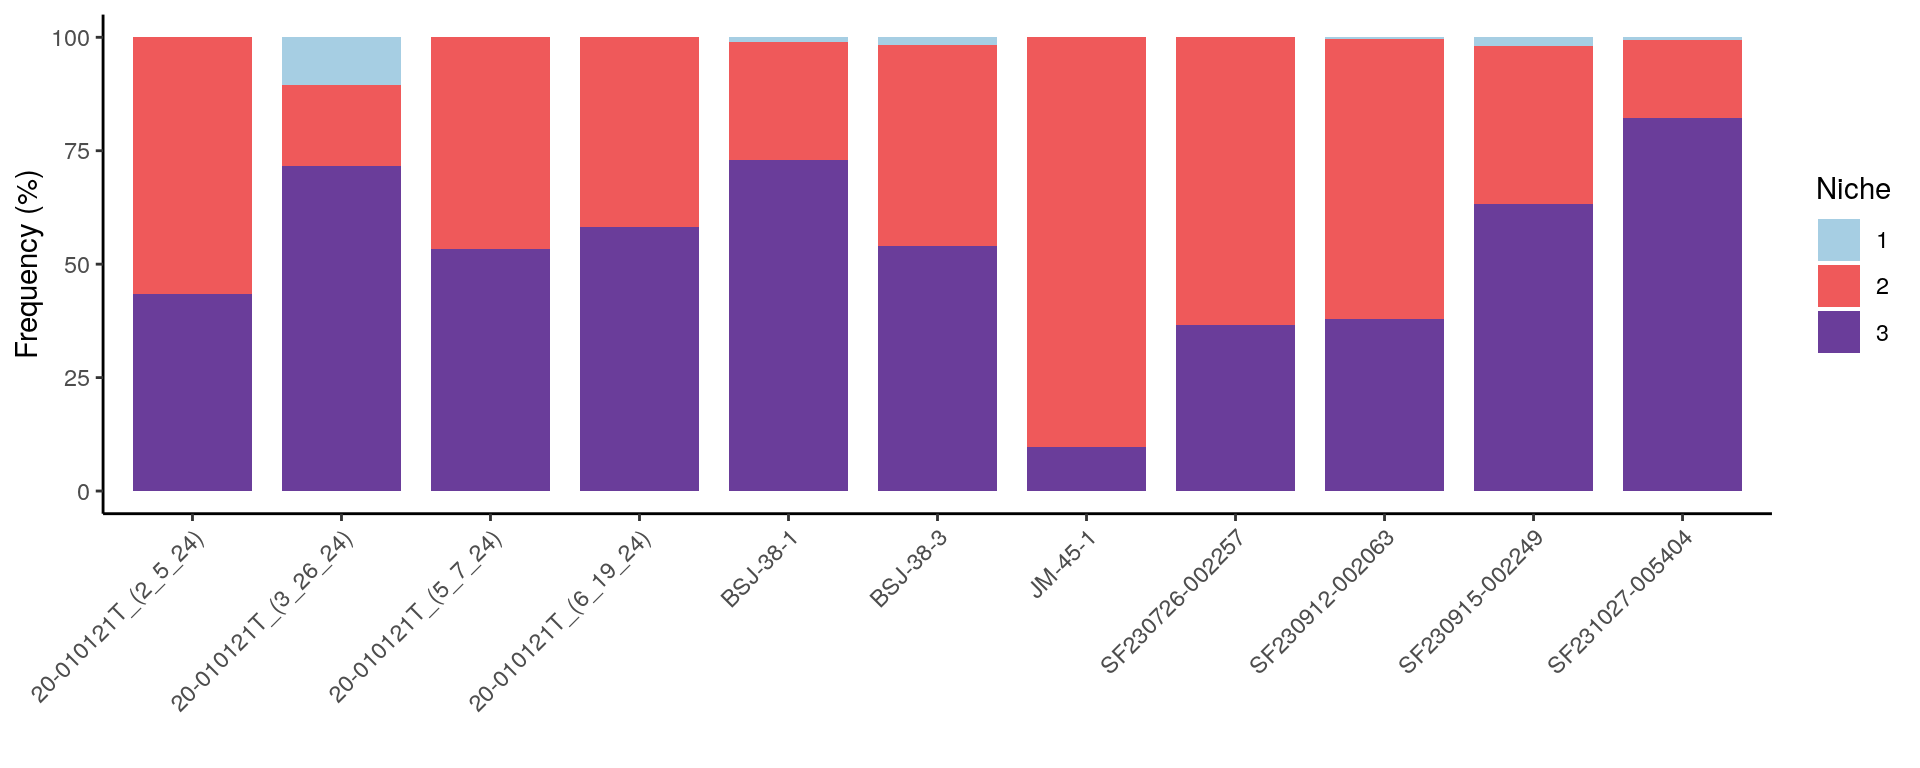 Frequency (%)
100
75
50
25
0
20-010121T_(2_5_24)
20-010121T_(3_26_24)
20-010121T_(5_7_24)
20-010121T_(6_19_24)
BSJ-38-1
BSJ-38-3
JM-45-1
SF230726-002257
SF230912-002063
SF230915-002249
SF231027-005404
Niche
1
2
3